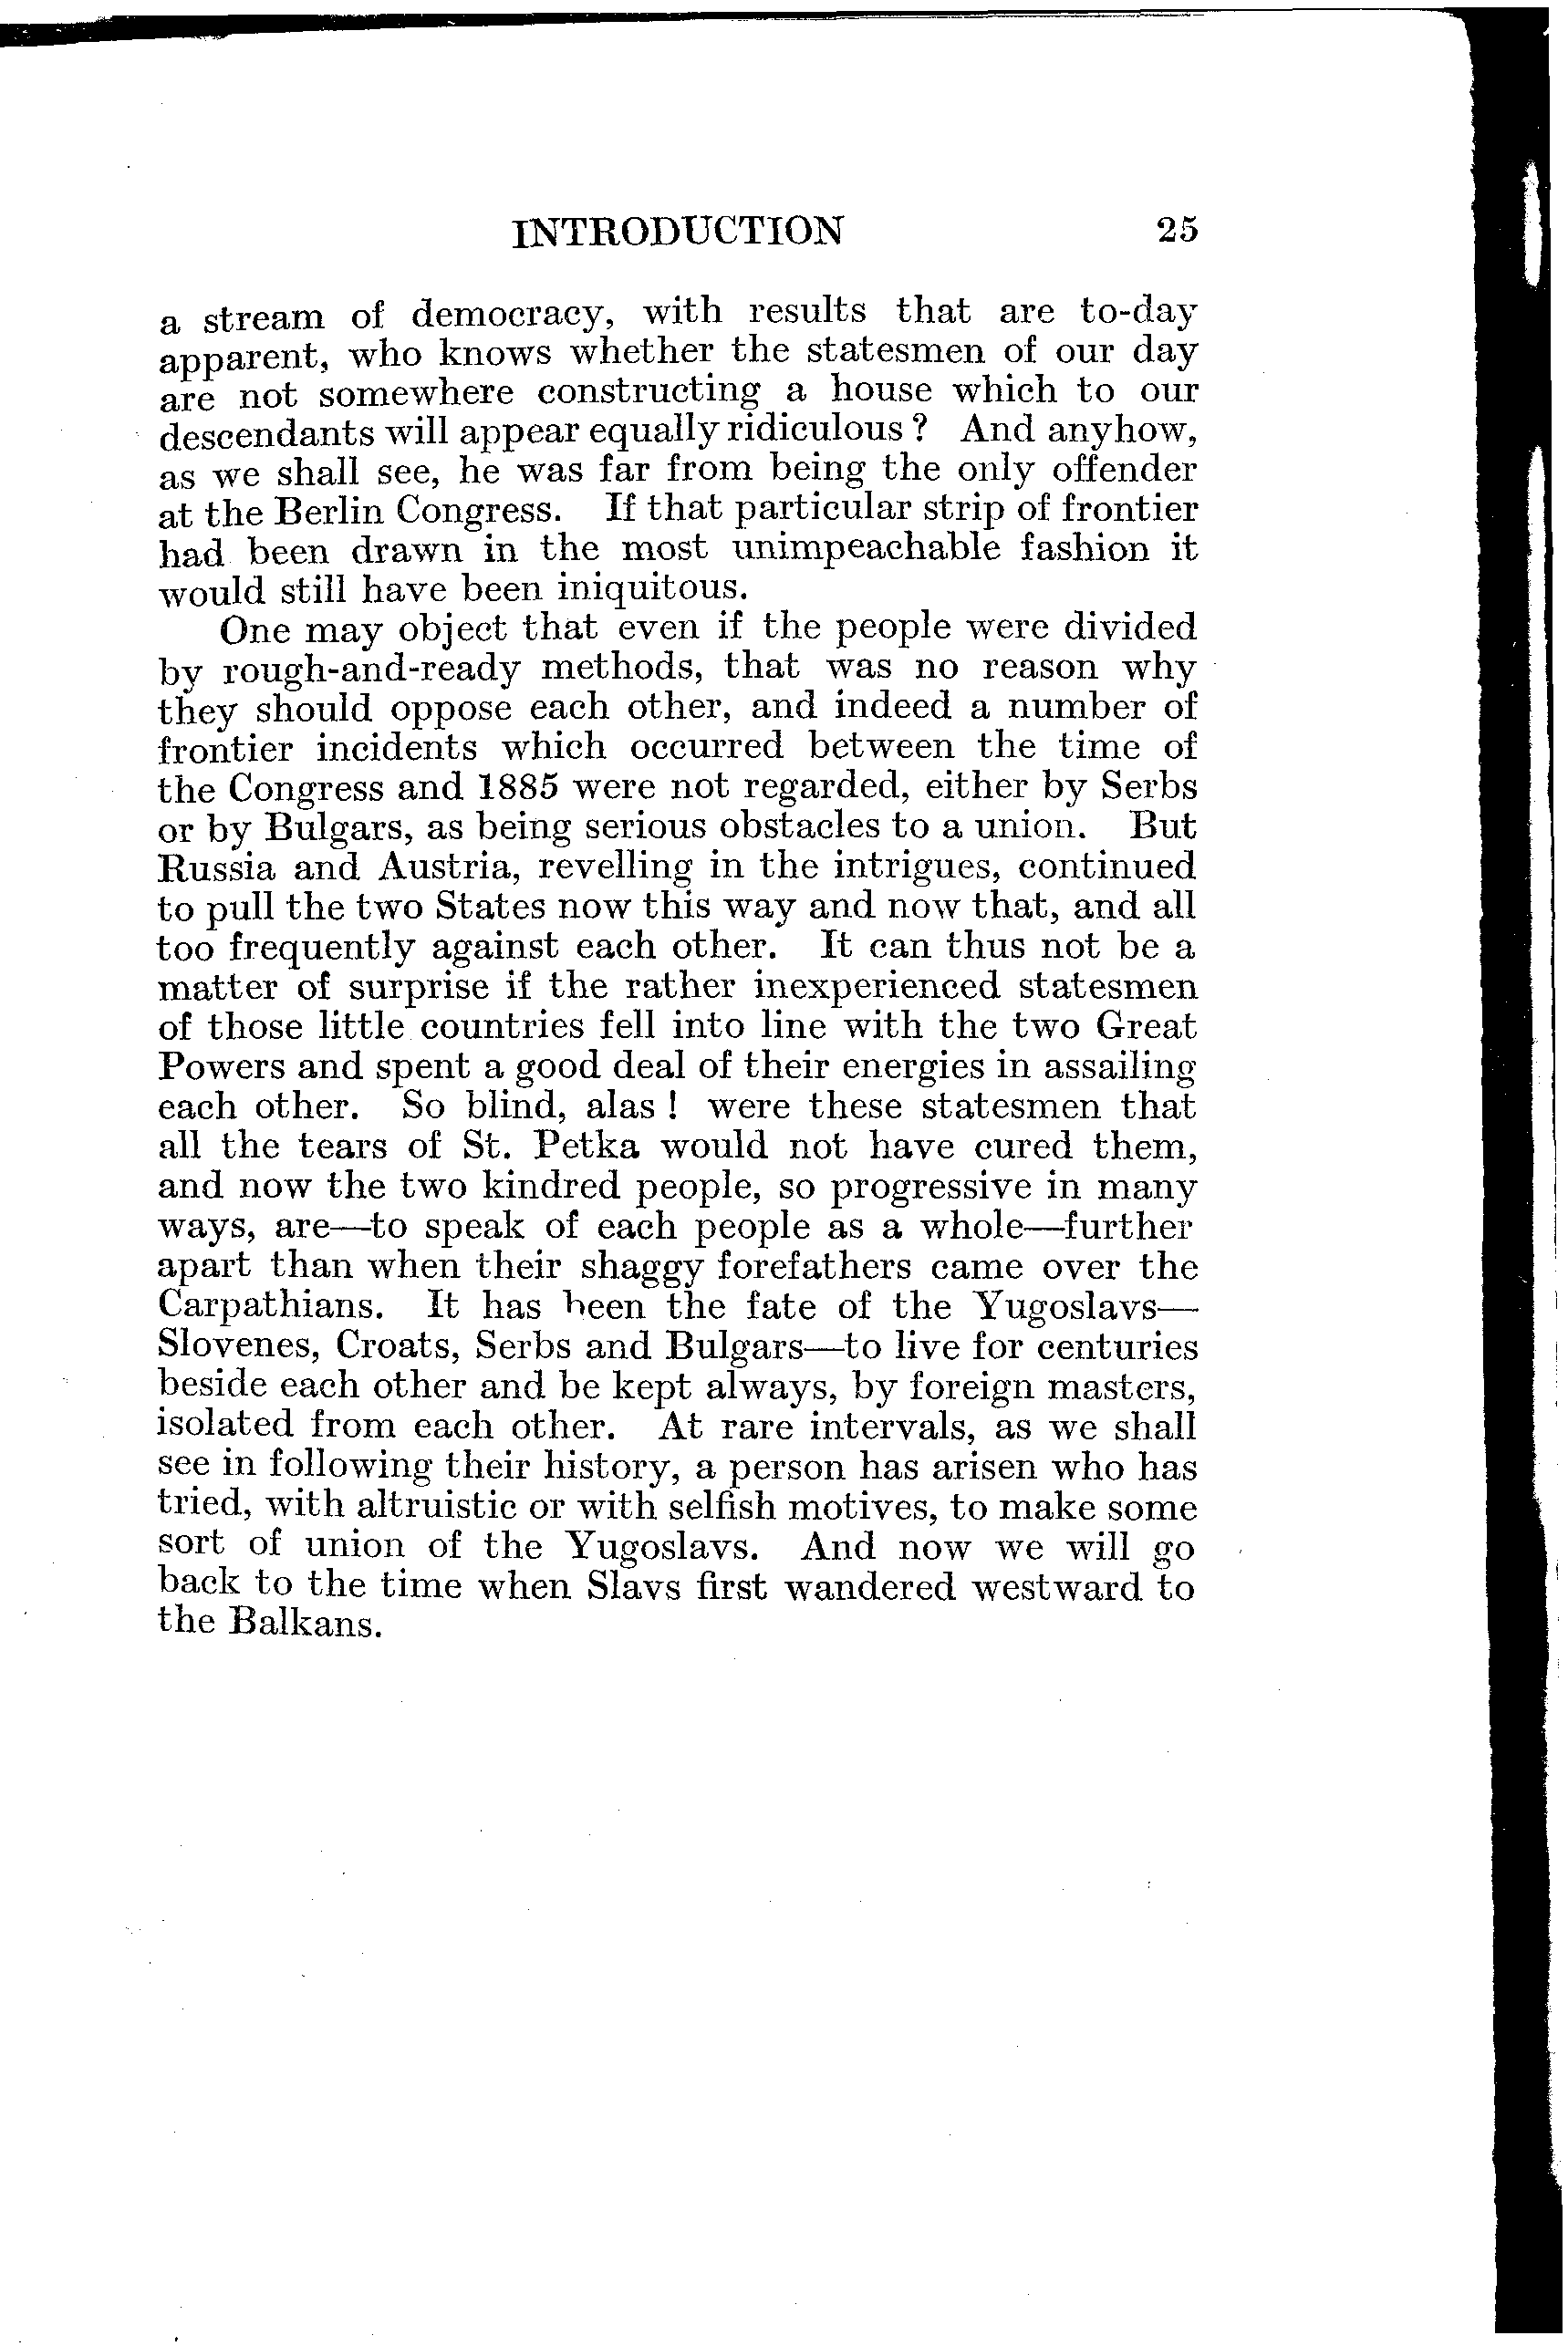 INTRODUCTION 25
a stream of democracy, with results that are to-day
apparent, who knows whether the statesmen of our day
are not somewhere constructing a house which to our
descendants will appear equally ridiculous ? And anyhow,
as we shall see, he was far from being the only offender
at the Berlin Congress. If that particular strip of frontier
had been drawn in the most unimpeachable fashion it
would still have been iniquitous.
One may object that even if the people were divided
by rough-and-ready methods, that was no reason why
they should oppose each other, and indeed a number of
frontier incidents which occurred between the time of
the Congress and 1885 were not regarded, either by Serbs
or by Bulgars, as being serious obstacles to a union. But
Russia and Austria, revelling in the intrigues, continued
to pull the two States now this way and now that, and all
too frequently against each other. It can thus not be a
matter of surprise if the rather inexperienced statesmen
of those little countries fell into line with the two Great
Powers and spent a good deal of their energies in assailing
each other. So blind, alas ! were these statesmen that
all the tears of St. Petka would not have cured them,
and now the two kindred people, so progressive in many
ways, are—to speak of each people as a whole—further
apart than when their shaggy forefathers came over the
Carpathians. It has been the fate of the Yugoslavs—
Slovenes, Croats, Serbs and Bulgars—to live for centuries
beside each other and be kept always, by foreign masters,
isolated from each other. At rare intervals, as we shall
see in following their history, a person has arisen who has
tried, with altruistic or with selfish motives, to make some
sort of union of the Yugoslavs. And now we will go
back to the time when Slavs first wandered westward to
the Balkans.